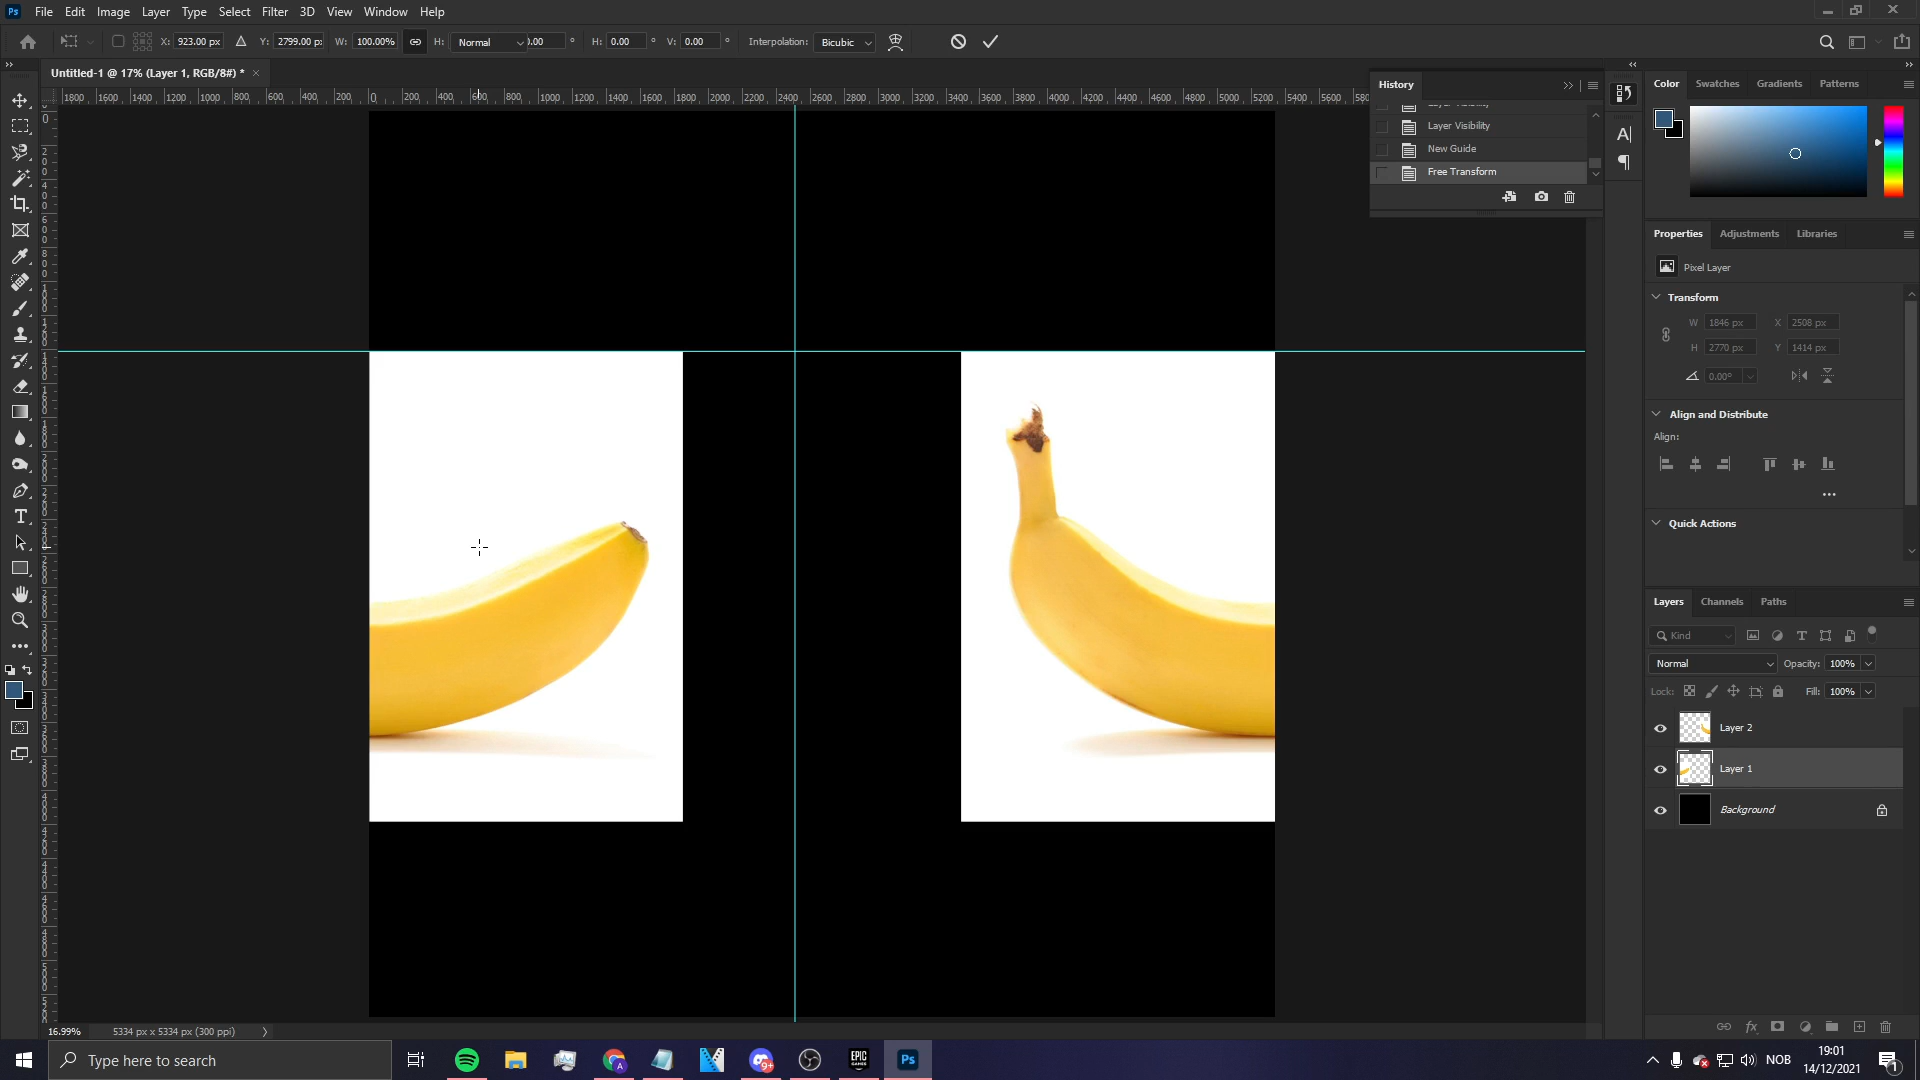 Ps File Edit Image Layer Type Select Filter 3D View Window Help
X: 923.00 px Y: 2799.00 p: W: 100.00% H: Normal 0.00 ° H: 0.00 ° V: 0.00 ° Interpolation: Bicubic
Untitled-1 @ 17% (Layer 1, RGB/8#) * ×
1800 1600 1400 1200 1000 800 600 400 200 0 200 400 600 800 1000 1200 1400 1600 1800 2000 2200 2400 2600 2800 3000 3200 3400 3600 3800 4000 4200 4400 4600 4800 5000 5200 5400 5600
History
Layer Visibility
Layer Visibility
New Guide
Free Transform
Color Swatches Gradients Patterns
Properties Adjustments Libraries
Pixel Layer
Transform
W 1846 px X 2508 px
H 2770 px Y 1414 px
0.00°
Align and Distribute
Align:
Quick Actions
Layers Channels Paths
Kind
Normal Opacity: 100%
Lock: Fill: 100%
Layer 2
Layer 1
Background
16.99% 5334 px x 5334 px (300 ppi)
Type here to search
A
9+
EPIC
GAMES
Ps
NOB
19:01
14/12/2021
1